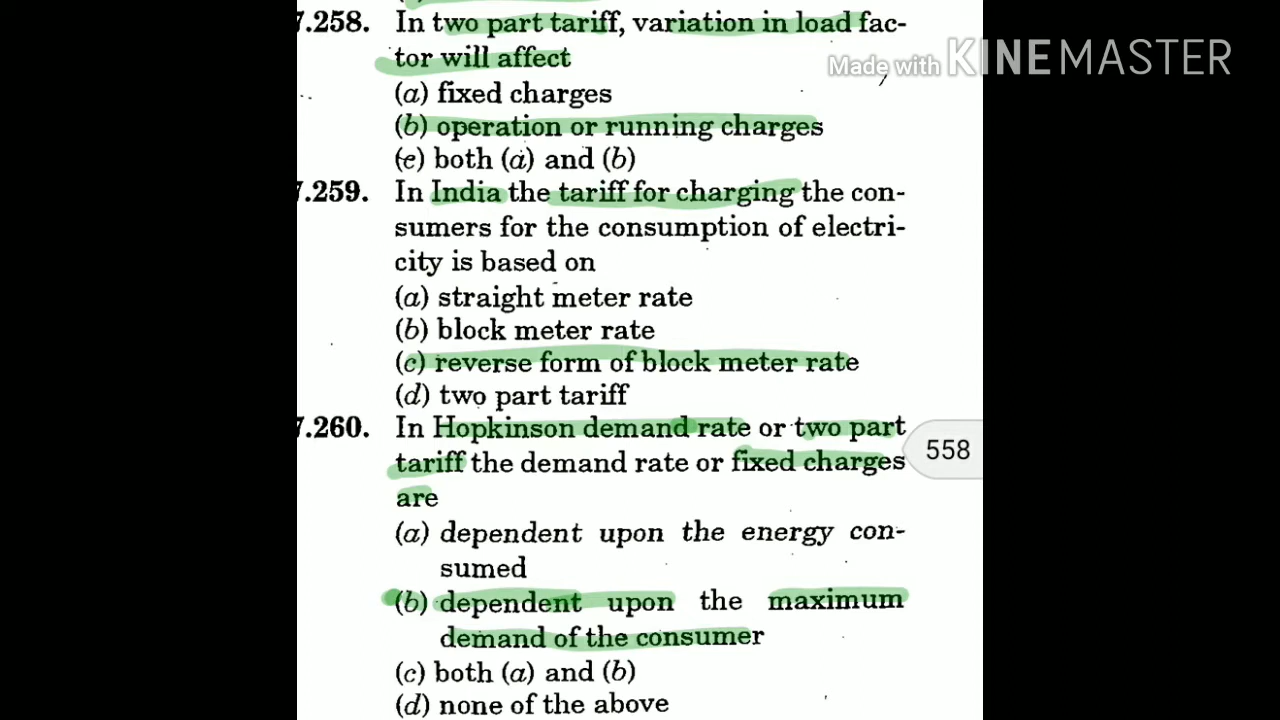 7.258. In two part tariff, variation in load fac-
tor will affect
(a) fixed charges
(b) operation or running charges
(c) both (a) and (b)
7.259. In India the tariff for charging the con-
sumers for the consumption of electri-
city is based on
(a) straight meter rate
(b) block meter rate
(c) reverse form of block meter rate
(d) two part tariff
7.260. In Hopkinson demand rate or two part
tariff the demand rate or fixed charges
are
(a) dependent upon the energy con-
sumed
(b) dependent upon the maximum
demand of the consumer
(c) both (a) and (b)
(d) none of the above
Made with KINEMASTER
558